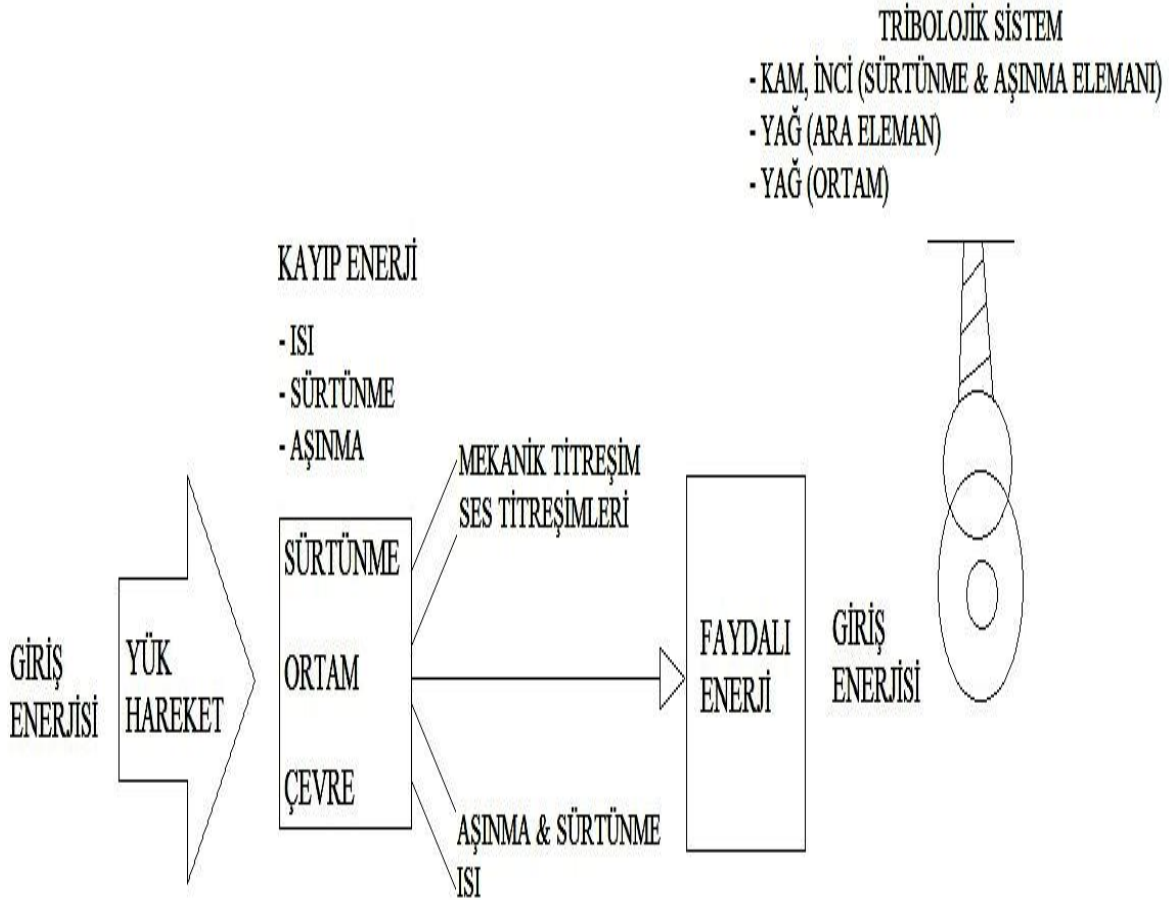 TRİBOLOJİK SİSTEM
- KAM, İNCİ (SÜRTÜNME & AŞINMA ELEMANI)
- YAĞ (ARA ELEMAN)
- YAĞ (ORTAM)
KAYIP ENERJİ
- ISI
- SÜRTÜNME
- AŞINMA
MEKANİK TİTREŞİM
SES TİTREŞİMLERİ
GİRİŞ
ENERJİSİ
YÜK
HAREKET
SÜRTÜNME
ORTAM
ÇEVRE
AŞINMA & SÜRTÜNME
ISI
FAYDALI
ENERJİ
GİRİŞ
ENERJİSİ